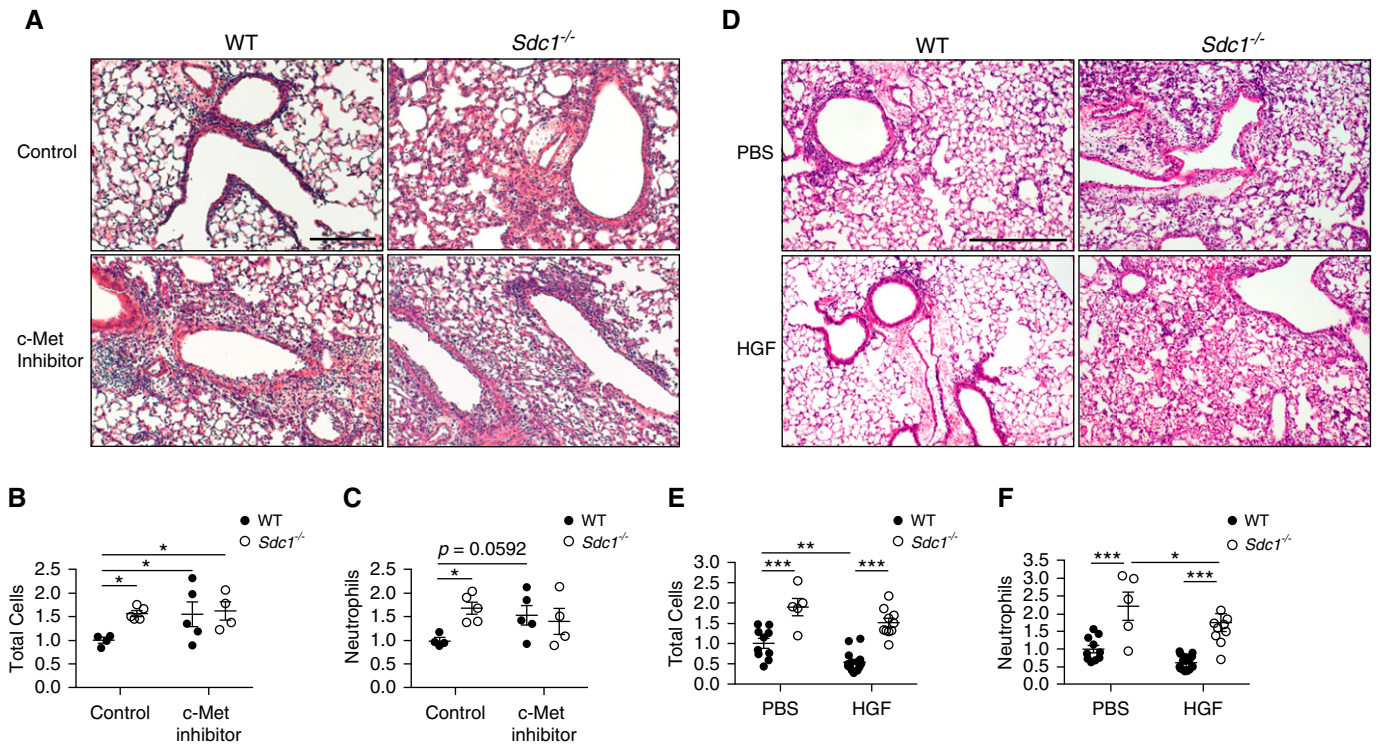 A
WT
Sdc1-/-
Control
c-Met
Inhibitor
D
WT
Sdc1-/-
PBS
HGF
B
WT
Sdc1-/-
*
*
*
Total Cells
2.5
2.0
1.5
1.0
0.5
0.0
Control
c-Met
inhibitor
C
WT
Sdc1-/-
p = 0.0592
*
Neutrophils
2.5
2.0
1.5
1.0
0.5
0.0
Control
c-Met
inhibitor
E
WT
Sdc1-/-
**
*** ***
Total Cells
3.0
2.5
2.0
1.5
1.0
0.5
0.0
PBS HGF
F
WT
Sdc1-/-
*** *
***
Neutrophils
3.5
3.0
2.5
2.0
1.5
1.0
0.5
0.0
PBS HGF